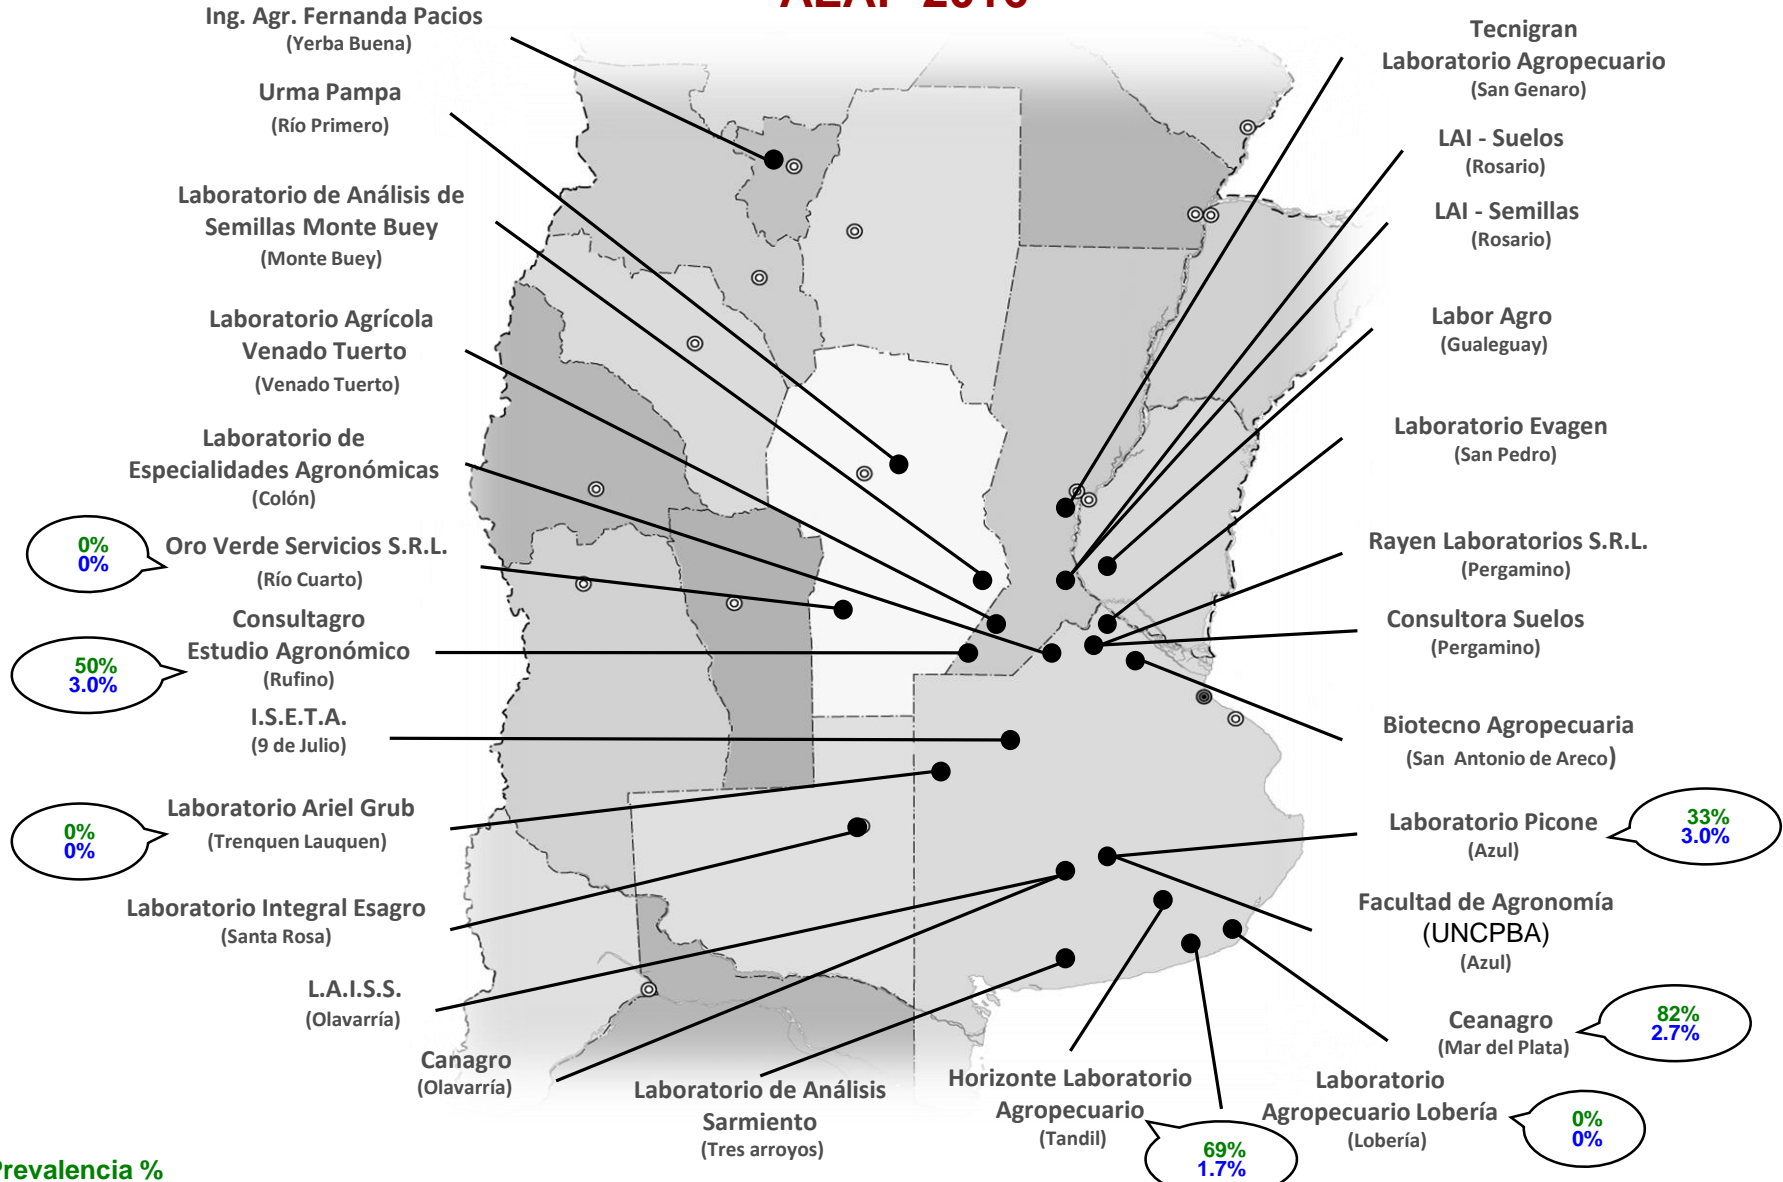 ALAP 2016
Ing. Agr. Fernanda Pacios
(Yerba Buena)
Urma Pampa
(Río Primero)
Laboratorio de Análisis de
Semillas Monte Buey
(Monte Buey)
Laboratorio Agrícola
Venado Tuerto
(Venado Tuerto)
Laboratorio de
Especialidades Agronómicas
(Colón)
0%
0%
Oro Verde Servicios S.R.L.
(Río Cuarto)
50%
3.0%
Consultagro
Estudio Agronómico
(Rufino)
I.S.E.T.A.
(9 de Julio)
0%
0%
Laboratorio Ariel Grub
(Trenquen Lauquen)
Laboratorio Integral Esagro
(Santa Rosa)
L.A.I.S.S.
(Olavarría)
Canagro
(Olavarría)
Laboratorio de Análisis
Sarmiento
(Tres arroyos)
Horizonte Laboratorio
Agropecuario
(Tandil)
69%
1.7%
Laboratorio
Agropecuario Lobería
(Lobería)
0%
0%
Tecnigran
Laboratorio Agropecuario
(San Genaro)
LAI - Suelos
(Rosario)
LAI - Semillas
(Rosario)
Labor Agro
(Gualeguay)
Laboratorio Evagen
(San Pedro)
Rayen Laboratorios S.R.L.
(Pergamino)
Consultora Suelos
(Pergamino)
Biotecno Agropecuaria
(San Antonio de Areco)
Laboratorio Picone
(Azul)
33%
3.0%
Facultad de Agronomía
(UNCPBA)
(Azul)
Ceanagro
(Mar del Plata)
82%
2.7%
Prevalencia %